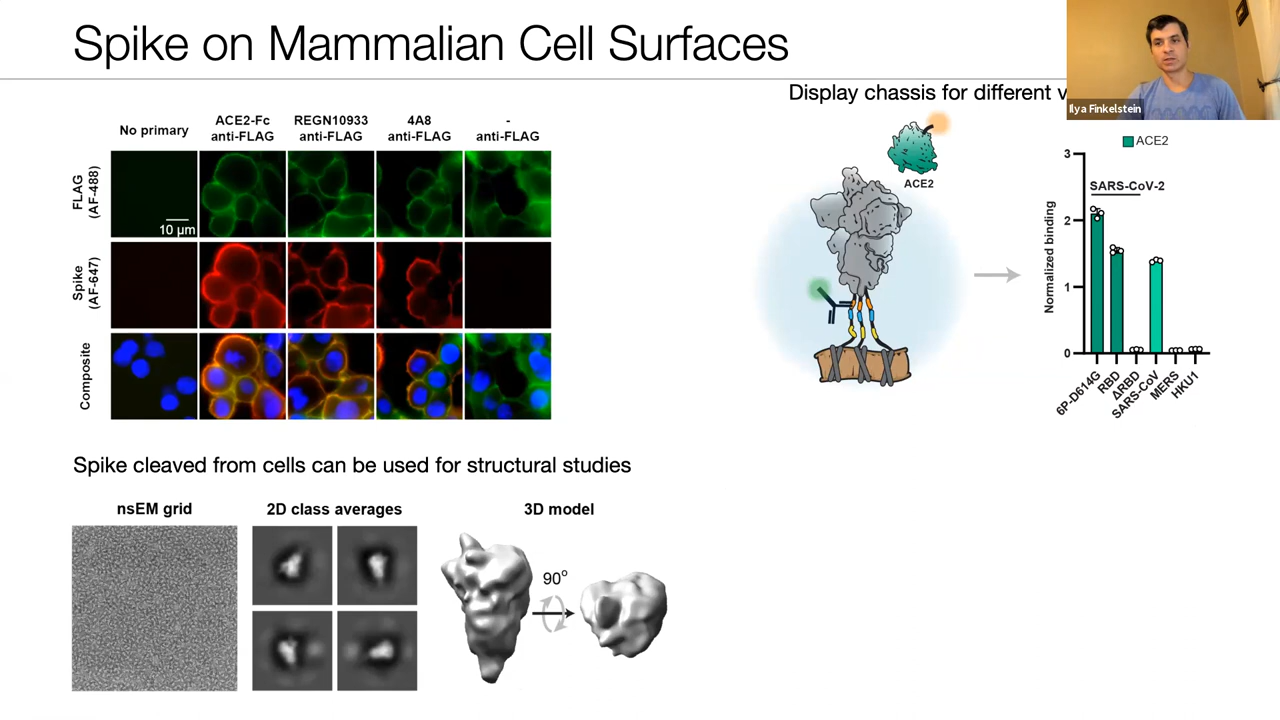 Spike on Mammalian Cell Surfaces
Ilya Finkelstein
Display chassis for different v
No primary
ACE2-Fc
anti-FLAG
REGN10933
anti-FLAG
4A8
anti-FLAG
-
anti-FLAG
FLAG
(AF-488)
10 µm
Spike
(AF-647)
Composite
ACE2
ACE2
SARS-CoV-2
Normalized binding
3
2
1
0
6P-D614G
RBD
ΔRBD
SARS-CoV
MERS
HKU1
Spike cleaved from cells can be used for structural studies
nsEM grid
2D class averages
3D model
90°